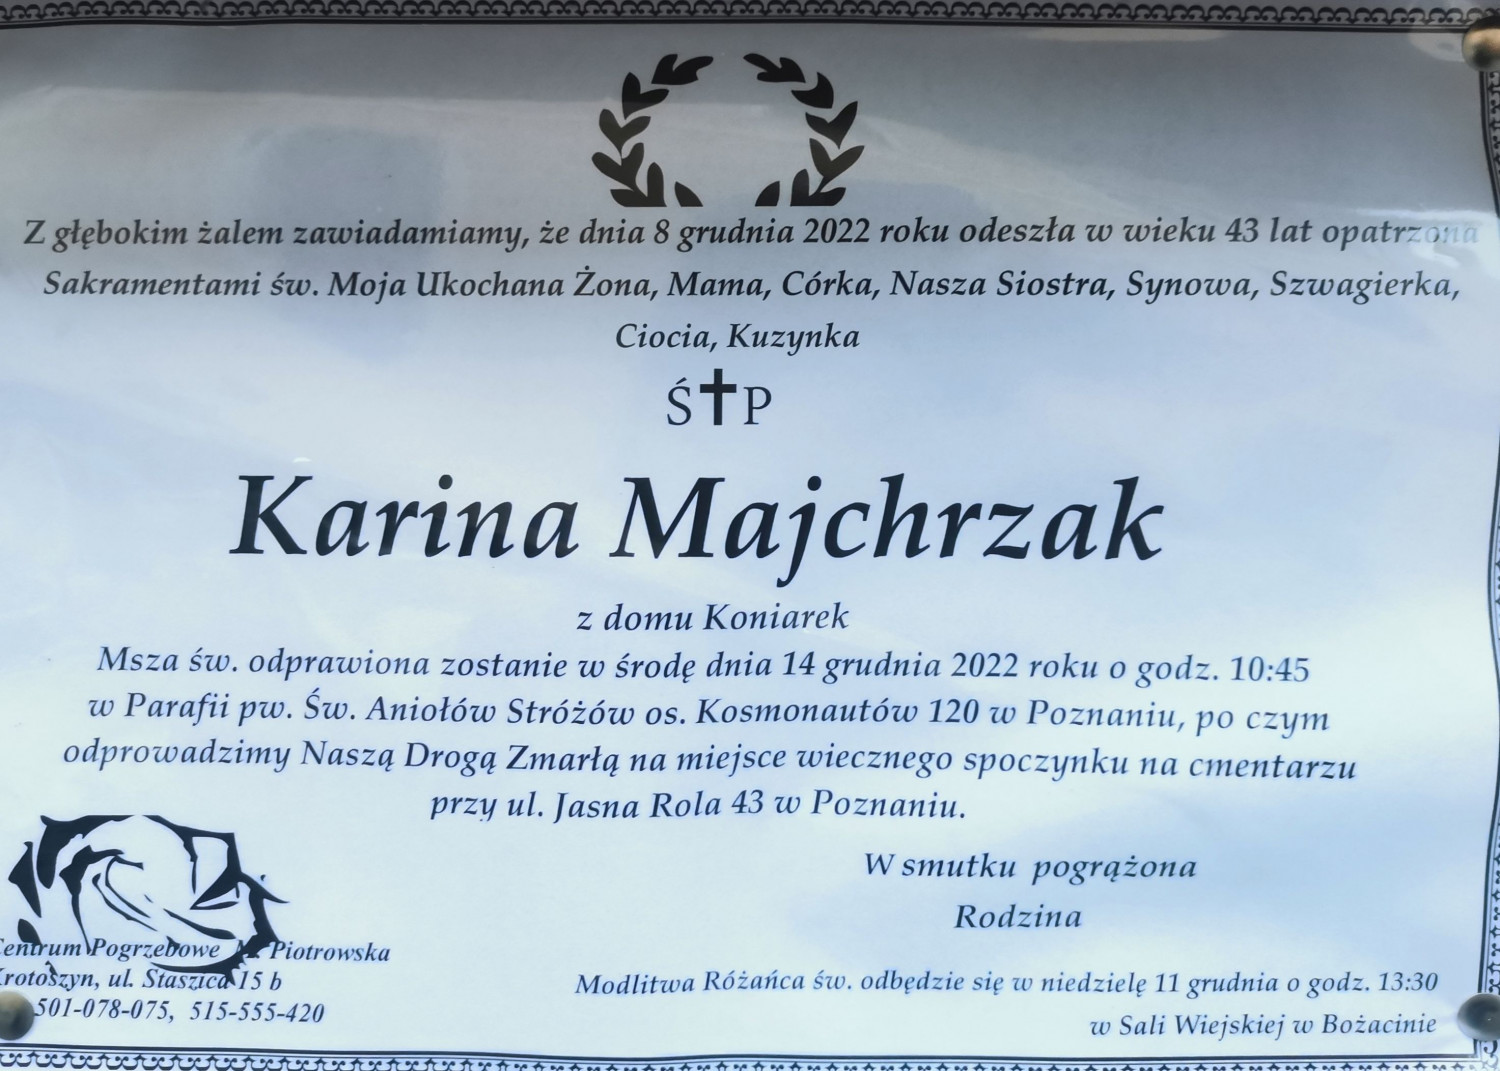 Z głębokim żalem zawiadamiamy, że dnia 8 grudnia 2022 roku odeszła w wieku 43 lat opatrzona
Sakramentami św. Moja Ukochana Żona, Mama, Córka, Nasza Siostra, Synowa, Szwagierka,
Ciocia, Kuzynka
Ś✝P
Karina Majchrzak
z domu Koniarek
Msza św. odprawiona zostanie w środę dnia 14 grudnia 2022 roku o godz. 10:45
w Parafii pw. Św. Aniołów Stróżów os. Kosmonautów 120 w Poznaniu, po czym
odprowadzimy Naszą Drogą Zmarłą na miejsce wiecznego spoczynku na cmentarzu
przy ul. Jasna Rola 43 w Poznaniu.
W smutku pogrążona
Rodzina
Centrum Pogrzebowe M. Piotrowska
Krotoszyn, ul. Staszica 15 b
501-078-075, 515-555-420
Modlitwa Różańca św. odbędzie się w niedzielę 11 grudnia o godz. 13:30
w Sali Wiejskiej w Bożacinie